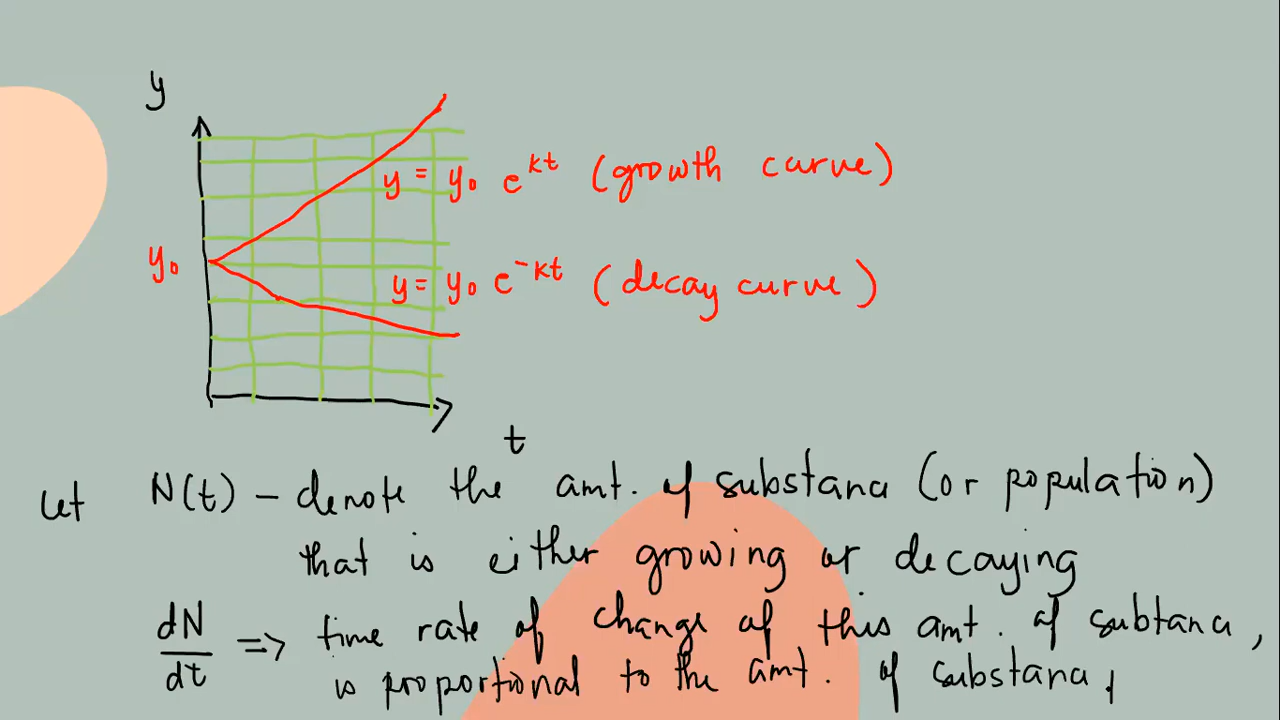 y
y = y₀ e^kt (growth curve)
y₀
y = y₀ e^-kt (decay curve)
t
Let N(t) – denote the amt. of substance (or population)
that is either growing or decaying
dN/dt => time rate of change of this amt. of subtance,
is proportional to the amt. of substance,